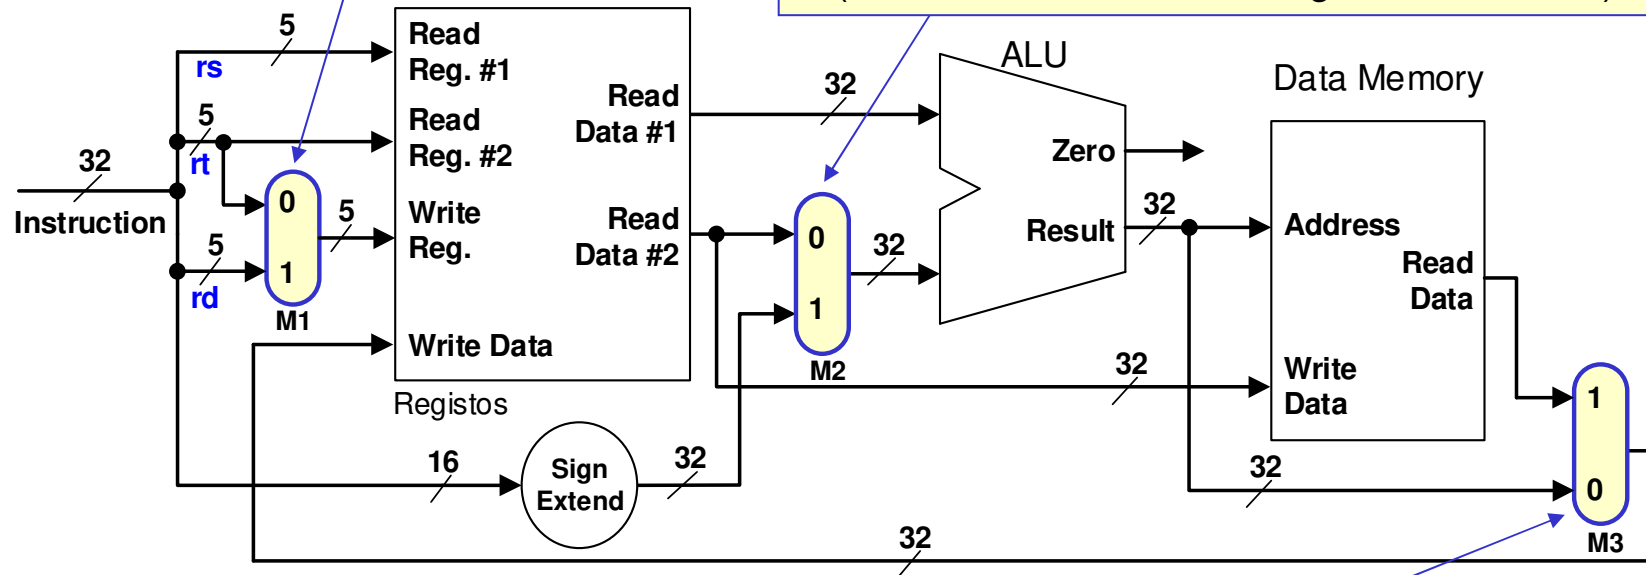 5
Read
Reg. #1
rs
ALU
Data Memory
Read
Data #1
32
5
Read
Reg. #2
rt
Zero
32
Instruction
0
5
Write
Reg.
Read
Data #2
0
32
Result
32
Address
Read
Data
5
rd
1
M1
1
M2
Write Data
32
Write
Data
Registos
1
16
Sign
Extend
32
32
0
32
M3